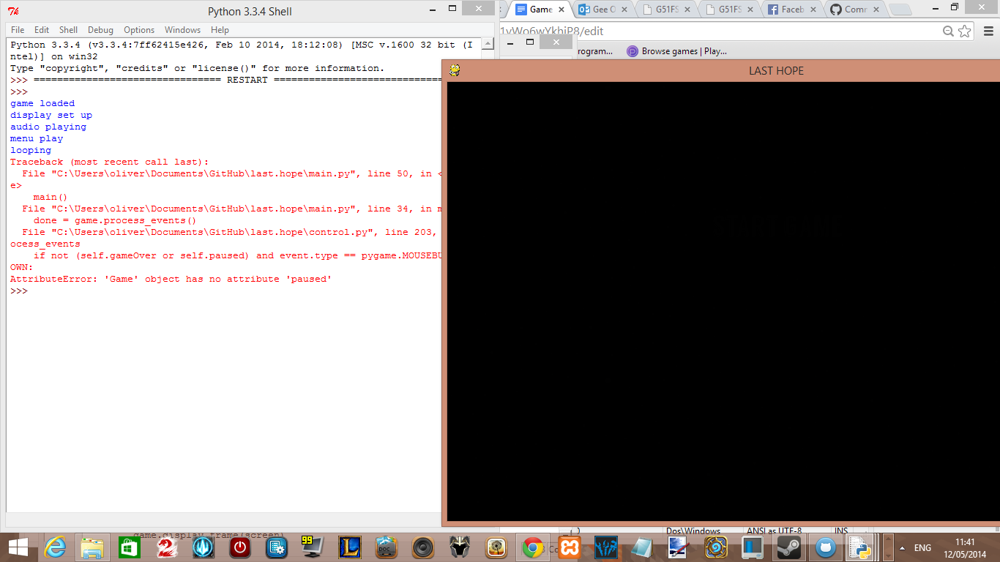 Python 3.3.4 Shell
File Edit Shell Debug Options Windows Help
Python 3.3.4 (v3.3.4:7ff62415e426, Feb 10 2014, 18:12:08) [MSC v.1600 32 bit (I
ntel)] on win32
Type "copyright", "credits" or "license()" for more information.
>>> ================================ RESTART ================================
>>>
game loaded
display set up
audio playing
menu play
looping
Traceback (most recent call last):
File "C:\Users\oliver\Documents\GitHub\last.hope\main.py", line 50, in <
e>
main()
File "C:\Users\oliver\Documents\GitHub\last.hope\main.py", line 34, in m
done = game.process_events()
File "C:\Users\oliver\Documents\GitHub\last.hope\control.py", line 203,
ocess_events
if not (self.gameOver or self.paused) and event.type == pygame.MOUSEBU
OWN:
AttributeError: 'Game' object has no attribute 'paused'
>>>
Game Gee O G51FS G51FS Faceb Comm
/edit
rogram... Browse games | Play...
LAST HOPE
Dos\Windows ANSI as UTF-8 INS
game.display_frame(screen)
99
DOC
ENG
11:41
12/05/2014